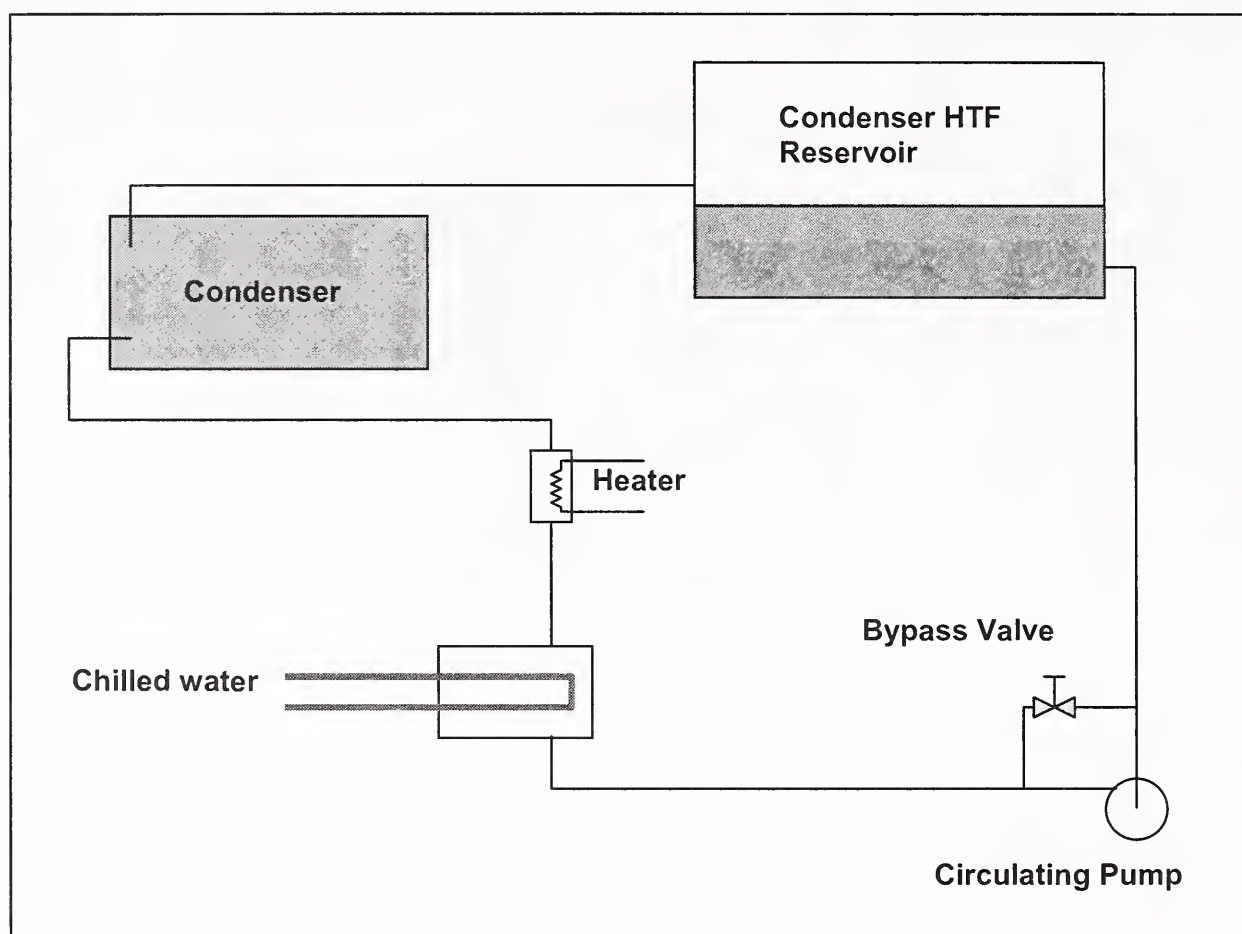 Condenser HTF
Reservoir
Condenser
Heater
Bypass Valve
Chilled water
Circulating Pump